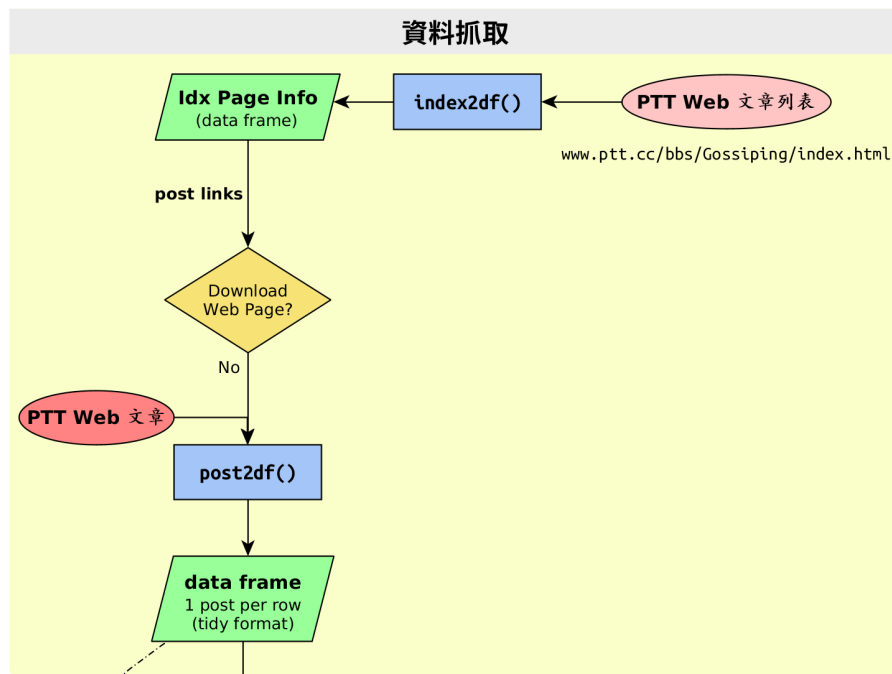 資料抓取
Idx Page Info
(data frame)
index2df()
PTT Web 文章列表
www.ptt.cc/bbs/Gossiping/index.html
post links
Download
Web Page?
No
PTT Web 文章
post2df()
data frame
1 post per row
(tidy format)